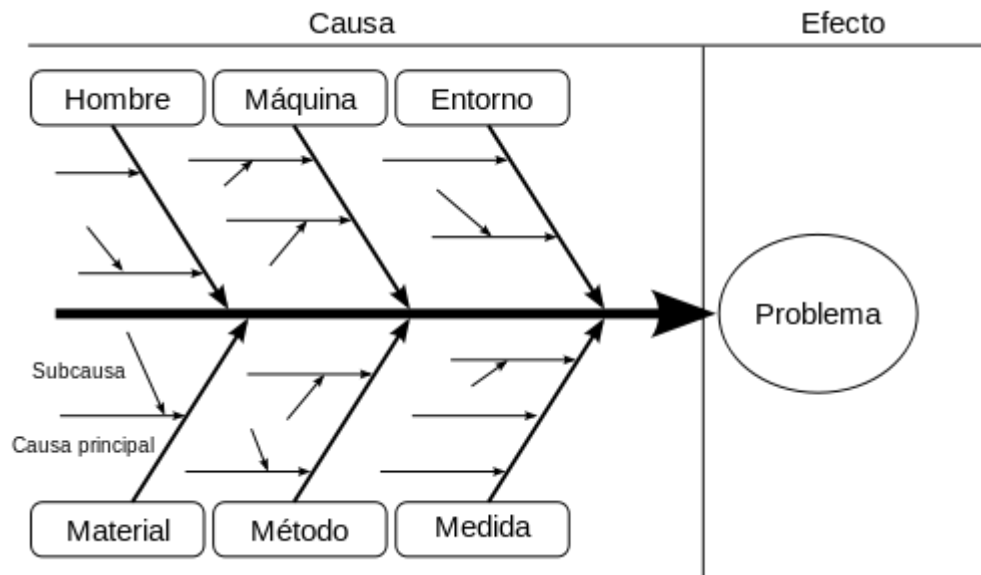 Causa
Efecto
Hombre
Máquina
Entorno
Problema
Subcausa
Causa principal
Material
Método
Medida